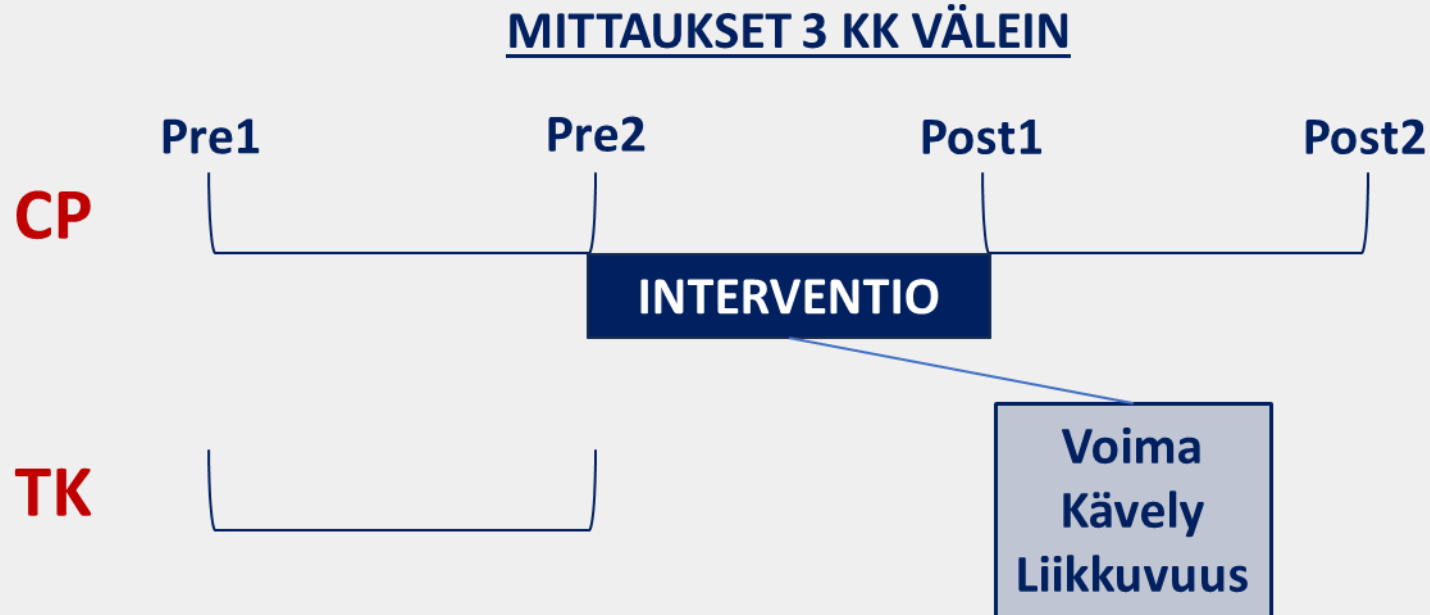 MITTAUKSET 3 KK VÄLEIN
Pre1 Pre2 Post1 Post2
CP
INTERVENTIO
TK
Voima
Kävely
Liikkuvuus